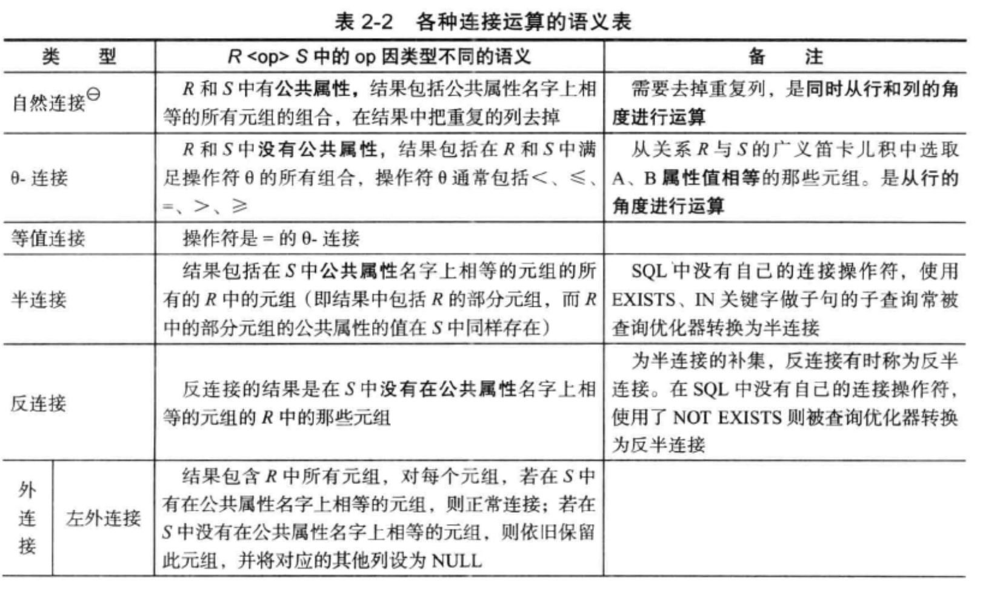 表 2-2 各种连接运算的语义表
类 型
R <op> S 中的 op 因类型不同的语义
备 注
自然连接⊖
R 和 S 中有公共属性，结果包括公共属性名字上相
等的所有元组的组合，在结果中把重复的列去掉
需要去掉重复列，是同时从行和列的角
度进行运算
θ- 连接
R 和 S 中没有公共属性，结果包括在 R 和 S 中满
足操作符 θ 的所有组合，操作符 θ 通常包括＜、≤、
=、＞、≥
从关系 R 与 S 的广义笛卡儿积中选取
A、B 属性值相等的那些元组。是从行的
角度进行运算
等值连接
操作符是 = 的 θ- 连接
半连接
结果包括在 S 中公共属性名字上相等的元组的所
有的 R 中的元组（即结果中包括 R 的部分元组，而 R
中的部分元组的公共属性的值在 S 中同样存在）
SQL 中没有自己的连接操作符，使用
EXISTS、IN 关键字做子句的子查询常被
查询优化器转换为半连接
反连接
反连接的结果是在 S 中没有在公共属性名字上相
等的元组的 R 中的那些元组
为半连接的补集，反连接有时称为反半
连接。在 SQL 中没有自己的连接操作符，
使用了 NOT EXISTS 则被查询优化器转换
为反半连接
外
连
接
左外连接
结果包含 R 中所有元组，对每个元组，若在 S 中
有在公共属性名字上相等的元组，则正常连接；若在
S 中没有在公共属性名字上相等的元组，则依旧保留
此元组，并将对应的其他列设为 NULL